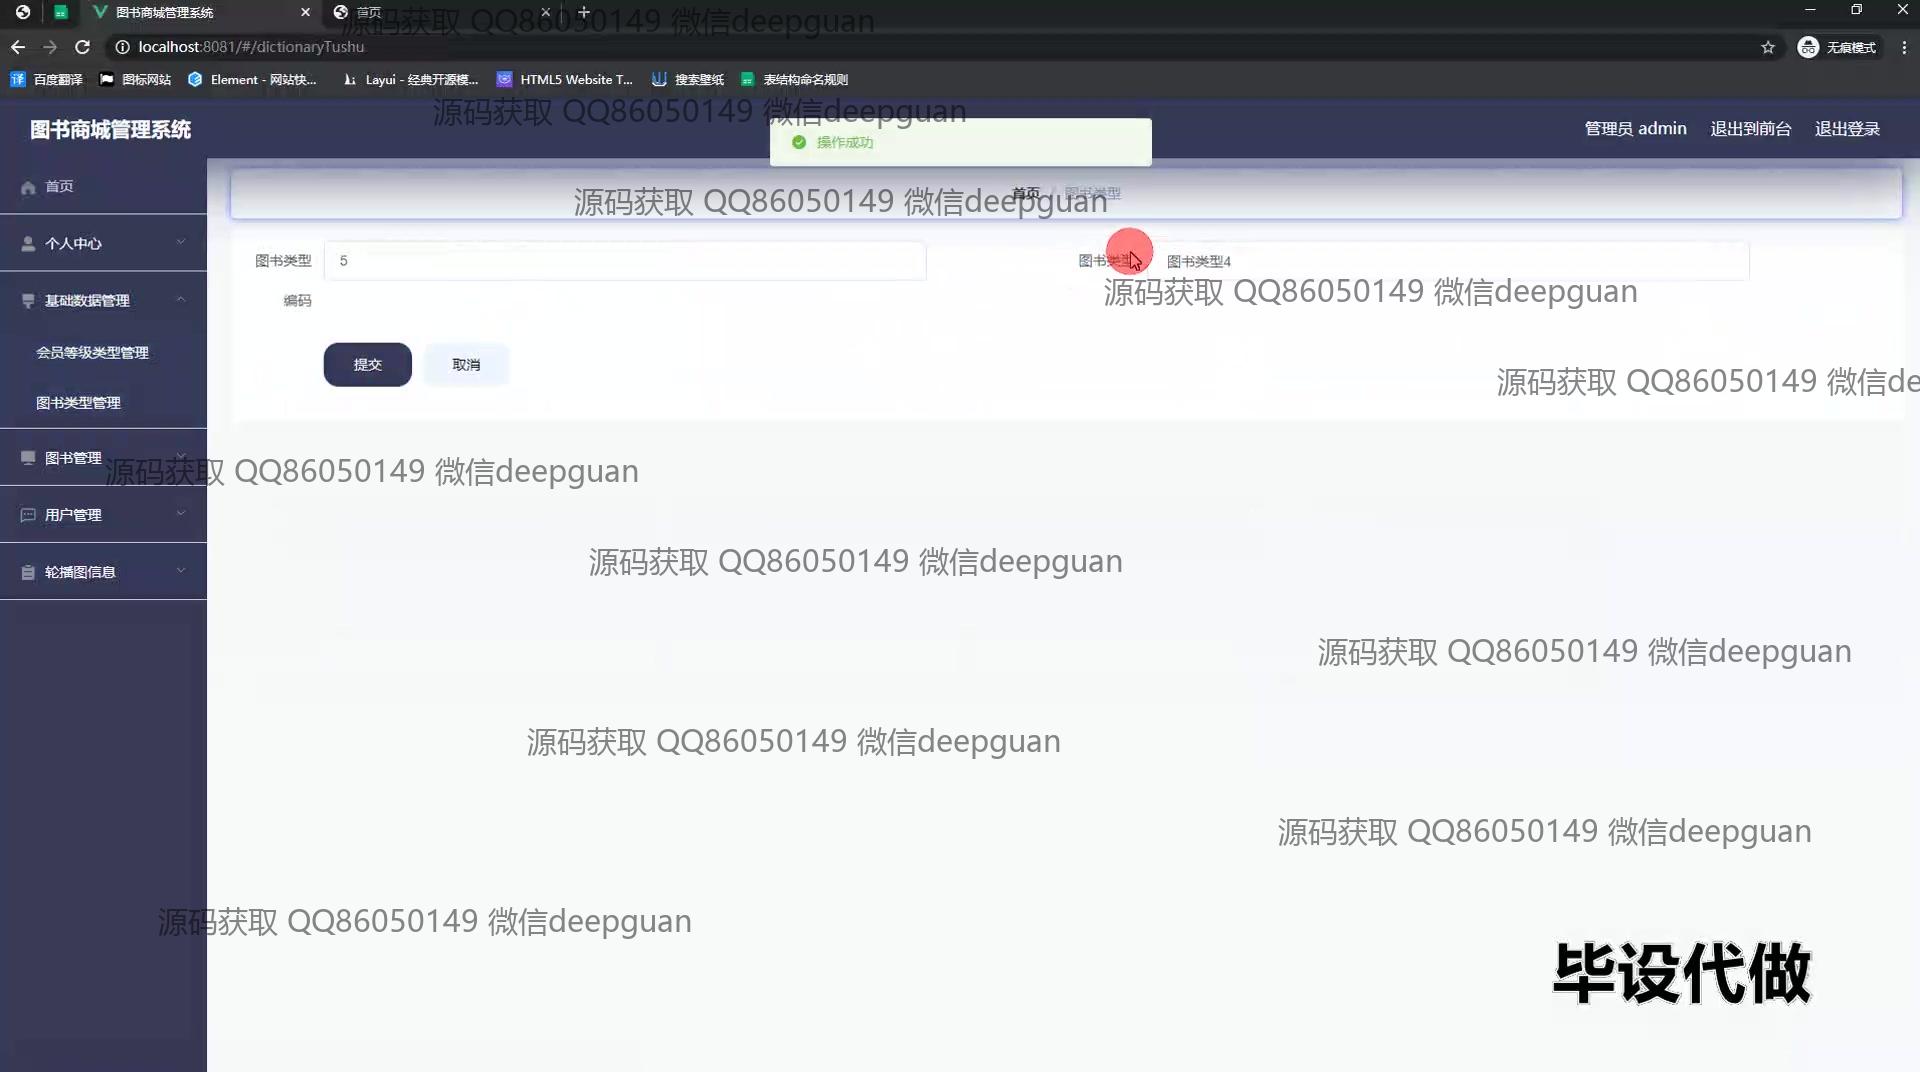 图书商城管理系统
首页
源码获取 QQ86050149 微信deepguan
localhost:8081/#/dictionaryTushu
无痕模式
百度翻译
图标网站
Element - 网站快...
Layui - 经典开源模...
HTML5 Website T...
搜索壁纸
表结构命名规则
源码获取 QQ86050149 微信deepguan
图书商城管理系统
操作成功
管理员 admin
退出到前台
退出登录
首页
源码获取 QQ86050149 微信deepguan
首页
图书类型
个人中心
图书类型
编码
5
图书类型
图书类型4
源码获取 QQ86050149 微信deepguan
基础数据管理
会员等级类型管理
提交
取消
源码获取 QQ86050149 微信de
图书类型管理
图书管理
源码获取 QQ86050149 微信deepguan
用户管理
源码获取 QQ86050149 微信deepguan
轮播图信息
源码获取 QQ86050149 微信deepguan
源码获取 QQ86050149 微信deepguan
源码获取 QQ86050149 微信deepguan
源码获取 QQ86050149 微信deepguan
毕设代做